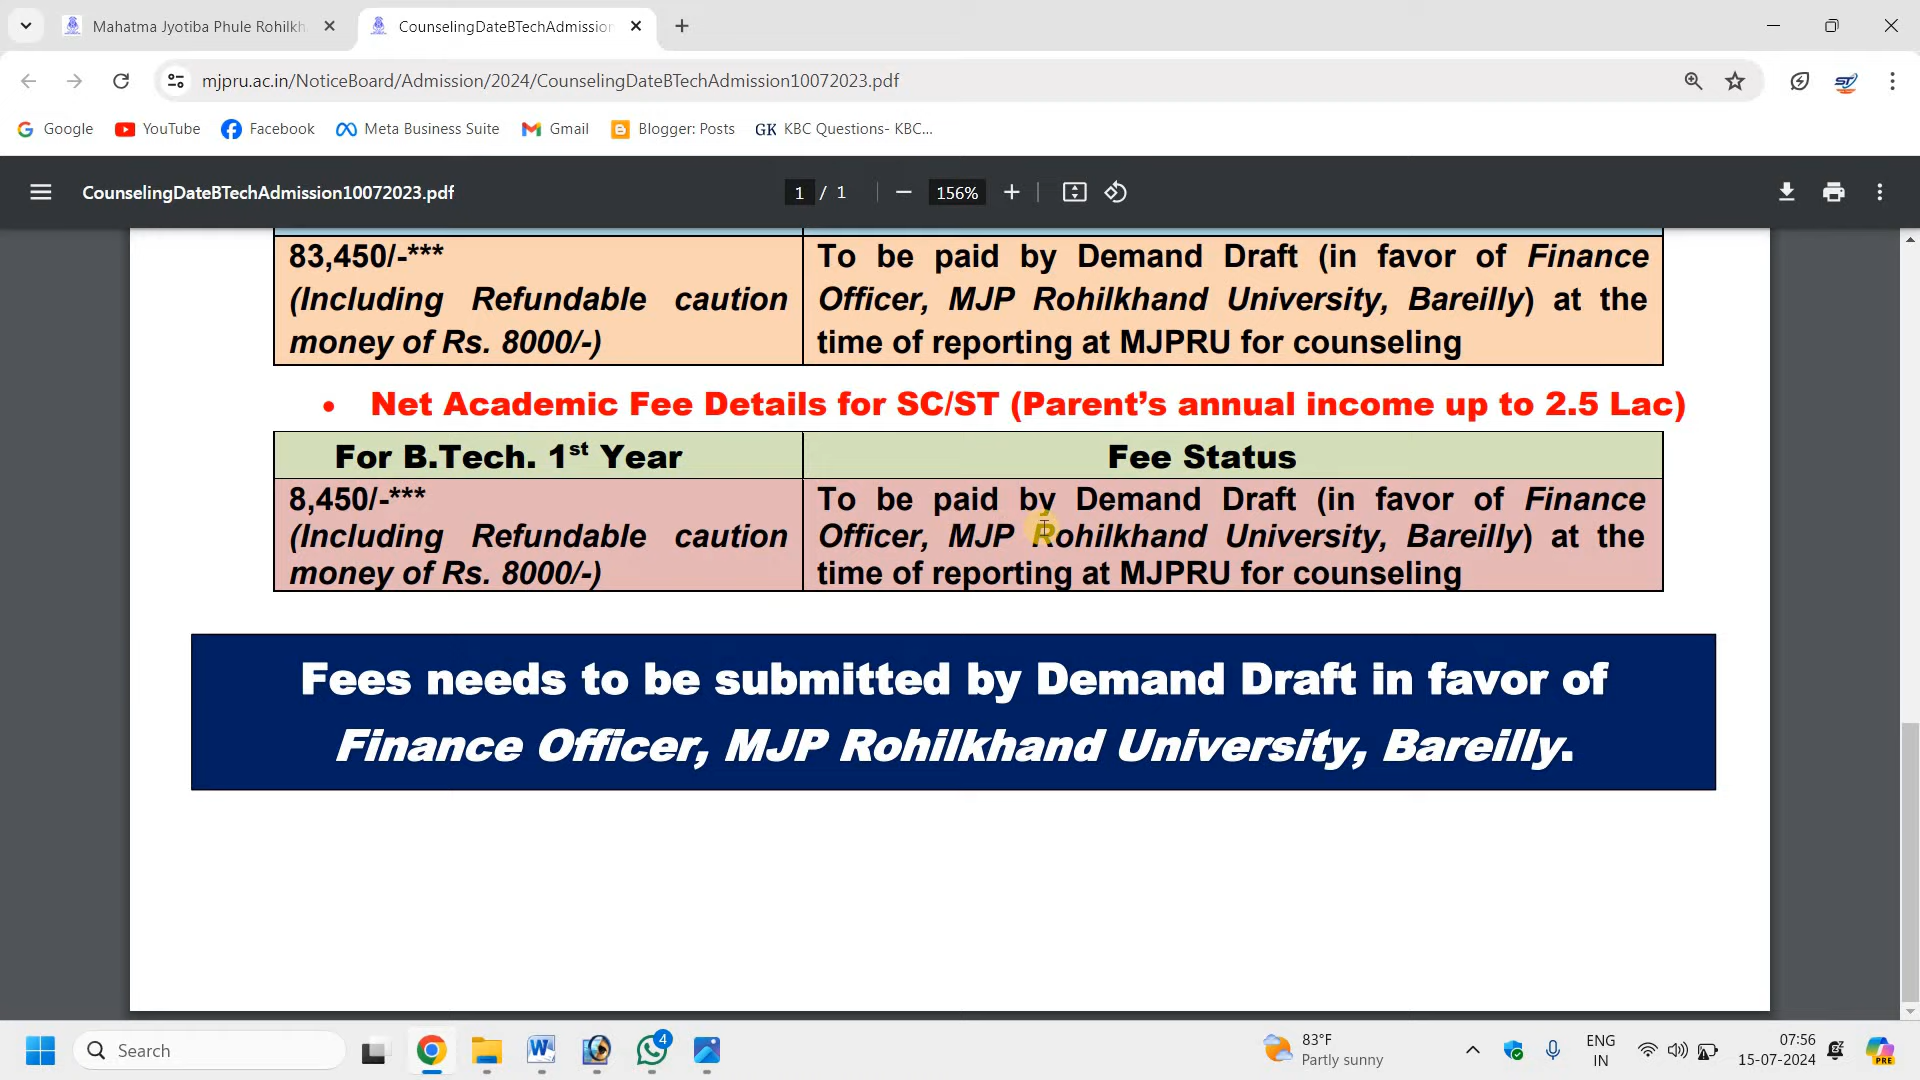 Mahatma Jyotiba Phule Rohilkh
CounselingDateBTechAdmission
mjpru.ac.in/NoticeBoard/Admission/2024/CounselingDateBTechAdmission10072023.pdf
Google YouTube Facebook Meta Business Suite Gmail Blogger: Posts GK KBC Questions- KBC...
CounselingDateBTechAdmission10072023.pdf 1 / 1 156%
83,450/-***
(Including Refundable caution
money of Rs. 8000/-)
To be paid by Demand Draft (in favor of Finance
Officer, MJP Rohilkhand University, Bareilly) at the
time of reporting at MJPRU for counseling
• Net Academic Fee Details for SC/ST (Parent's annual income up to 2.5 Lac)
For B.Tech. 1st Year Fee Status
8,450/-***
(Including Refundable caution
money of Rs. 8000/-)
To be paid by Demand Draft (in favor of Finance
Officer, MJP Rohilkhand University, Bareilly) at the
time of reporting at MJPRU for counseling
Fees needs to be submitted by Demand Draft in favor of
Finance Officer, MJP Rohilkhand University, Bareilly.
Search
4
83°F
Partly sunny
ENG
IN
07:56
15-07-2024
PRE